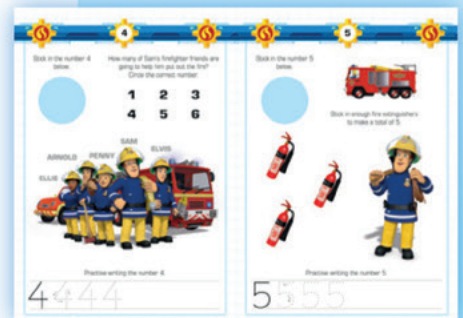 4
Stick in the number 4
below.
How many of Sam's firefighter friends are
going to help him put out the fire?
Circle the correct number.
1 2 3
4 5 6
SAM
ELVIS
PENNY
ARNOLD
ELLIE
Practise writing the number 4.
4 4 4 4
5
Stick in the number 5
below.
Stick in enough fire extinguishers
to make a total of 5.
Practise writing the number 5.
5 5 5 5